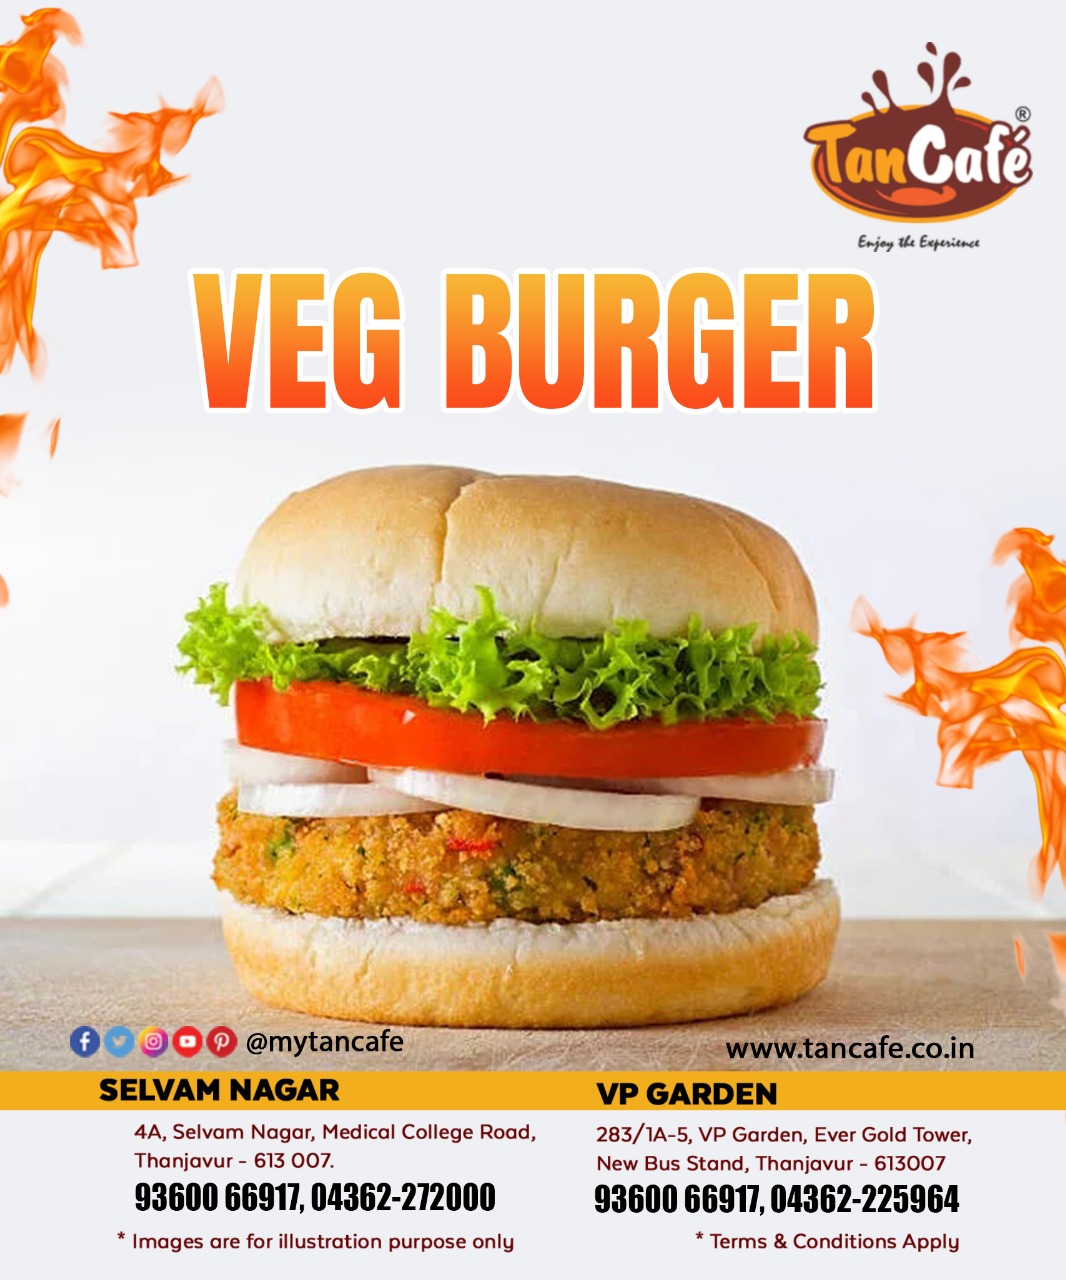 TanCafé ®
Enjoy the Experience
VEG BURGER
@mytancafe
www.tancafe.co.in
SELVAM NAGAR
4A, Selvam Nagar, Medical College Road,
Thanjavur - 613 007.
93600 66917, 04362-272000
* Images are for illustration purpose only
VP GARDEN
283/1A-5, VP Garden, Ever Gold Tower,
New Bus Stand, Thanjavur - 613007
93600 66917, 04362-225964
* Terms & Conditions Apply